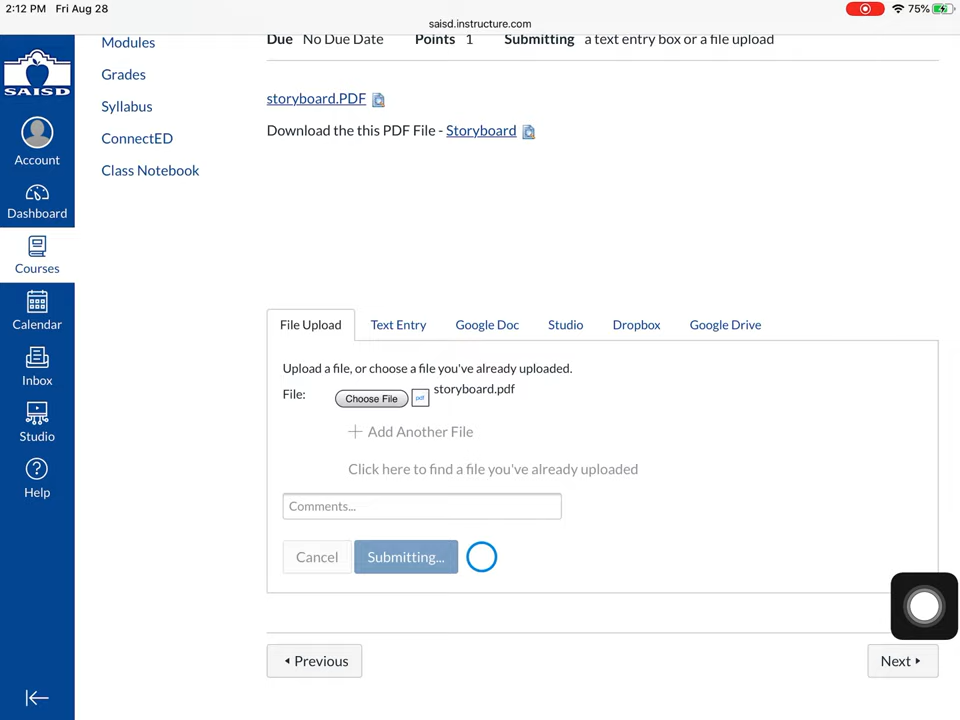 2:12 PM Fri Aug 28
75%
saisd.instructure.com
SAISD
Account
Dashboard
Courses
Calendar
Inbox
Studio
Help
Modules
Grades
Syllabus
ConnectED
Class Notebook
Due No Due Date Points 1 Submitting a text entry box or a file upload
storyboard.PDF
Download the this PDF File - Storyboard
File Upload Text Entry Google Doc Studio Dropbox Google Drive
Upload a file, or choose a file you've already uploaded.
File: Choose File pdf storyboard.pdf
Add Another File
Click here to find a file you've already uploaded
Comments...
Cancel Submitting...
Previous Next